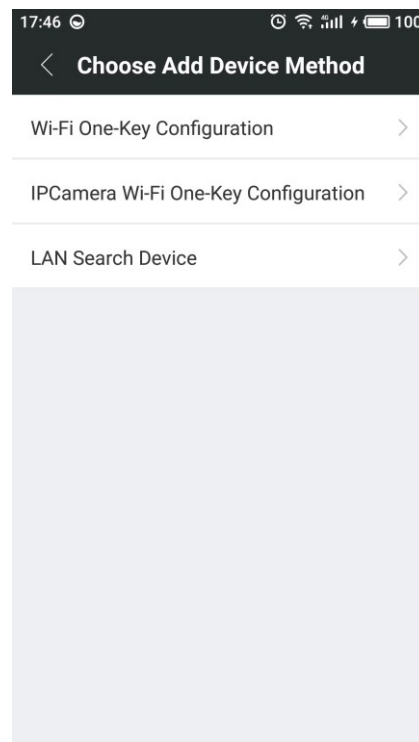 17:46 100
Choose Add Device Method
Wi-Fi One-Key Configuration
IPCamera Wi-Fi One-Key Configuration
LAN Search Device